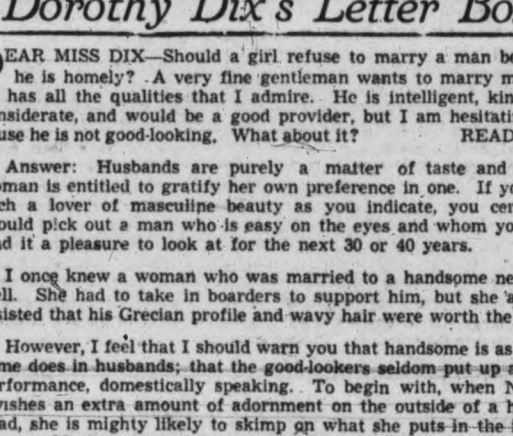 Dorothy Dix's Letter Bo
EAR MISS DIX—Should a girl refuse to marry a man be
he is homely? A very fine gentleman wants to marry m
has all the qualities that I admire. He is intelligent, kin
nsiderate, and would be a good provider, but I am hesitati
use he is not good-looking. What about it? READ
Answer: Husbands are purely a matter of taste and
oman is entitled to gratify her own preference in one. If yo
ch a lover of masculine beauty as you indicate, you cer
ould pick out a man who is easy on the eyes and whom yo
nd it a pleasure to look at for the next 30 or 40 years.
I once knew a woman who was married to a handsome ne
ell. She had to take in boarders to support him, but she a
sisted that his Grecian profile and wavy hair were worth the
However, I feel that I should warn you that handsome is as
me does in husbands; that the good-lookers seldom put up a
rformance, domestically speaking. To begin with, when N
vishes an extra amount of adornment on the outside of a h
ad, she is mighty likely to skimp on what she puts in the i